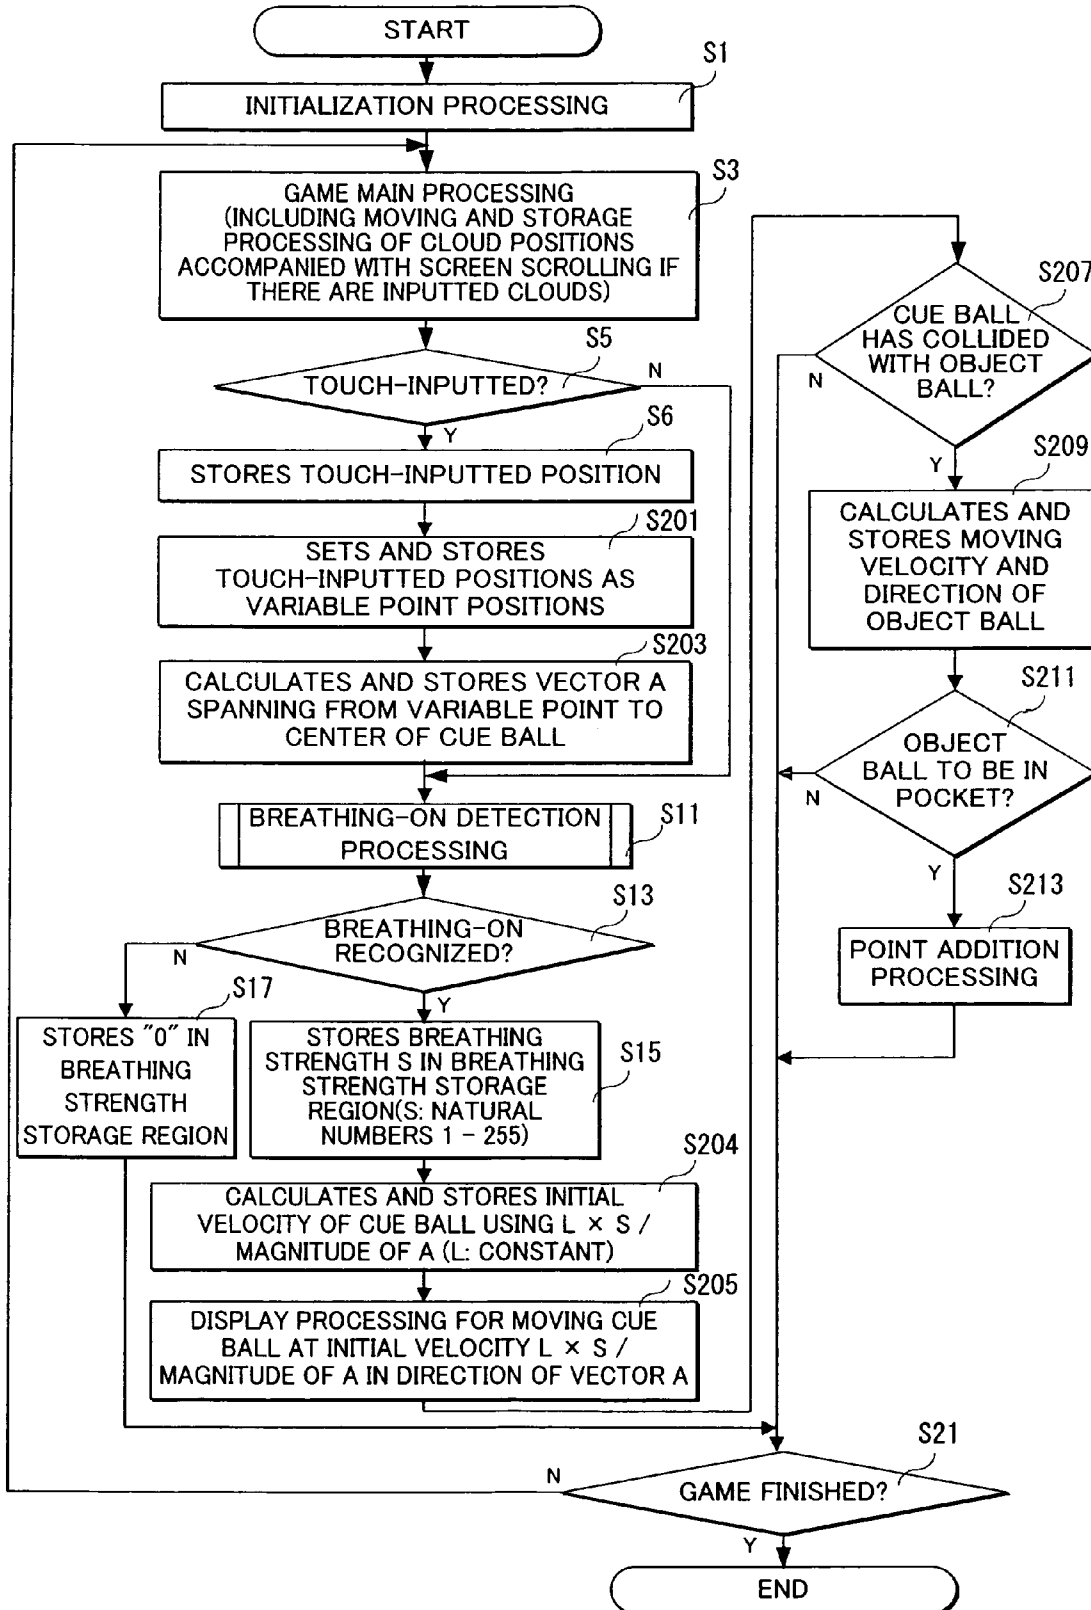 START
S1
INITIALIZATION PROCESSING
S3
GAME MAIN PROCESSING
(INCLUDING MOVING AND STORAGE
PROCESSING OF CLOUD POSITIONS
ACCOMPANIED WITH SCREEN SCROLLING IF
THERE ARE INPUTTED CLOUDS)
S5
TOUCH-INPUTTED?
N
Y
S6
STORES TOUCH-INPUTTED POSITION
S201
SETS AND STORES
TOUCH-INPUTTED POSITIONS AS
VARIABLE POINT POSITIONS
S203
CALCULATES AND STORES VECTOR A
SPANNING FROM VARIABLE POINT TO
CENTER OF CUE BALL
BREATHING-ON DETECTION
PROCESSING
S11
S13
BREATHING-ON
RECOGNIZED?
N
Y
S17
STORES "0" IN
BREATHING
STRENGTH
STORAGE REGION
STORES BREATHING
STRENGTH S IN BREATHING
STRENGTH STORAGE
REGION(S: NATURAL
NUMBERS 1 – 255)
S15
S204
CALCULATES AND STORES INITIAL
VELOCITY OF CUE BALL USING L × S /
MAGNITUDE OF A (L: CONSTANT)
S205
DISPLAY PROCESSING FOR MOVING CUE
BALL AT INITIAL VELOCITY L × S /
MAGNITUDE OF A IN DIRECTION OF VECTOR A
S207
CUE BALL
HAS COLLIDED
WITH OBJECT
BALL?
N
Y
S209
CALCULATES AND
STORES MOVING
VELOCITY AND
DIRECTION OF
OBJECT BALL
S211
OBJECT
BALL TO BE IN
POCKET?
N
Y
S213
POINT ADDITION
PROCESSING
S21
GAME FINISHED?
N
Y
END